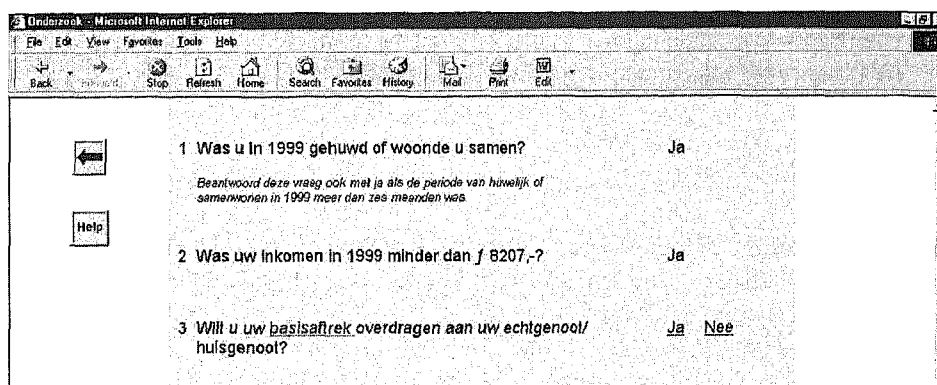 Onderzoek - Microsoft Internet Explorer
File Edit View Favorites Tools Help
Back Forward Stop Refresh Home Search Favorites History Mail Print Edit
1 Was u in 1999 gehuwd of woonde u samen? Ja
Beantwoord deze vraag ook met ja als de periode van huwelijk of
samenwonen in 1999 meer dan zes maanden was.
Help
2 Was uw inkomen in 1999 minder dan ƒ 8207,-? Ja
3 Wilt u uw basisaftrek overdragen aan uw echtgenoot/ Ja Nee
huisgenoot?